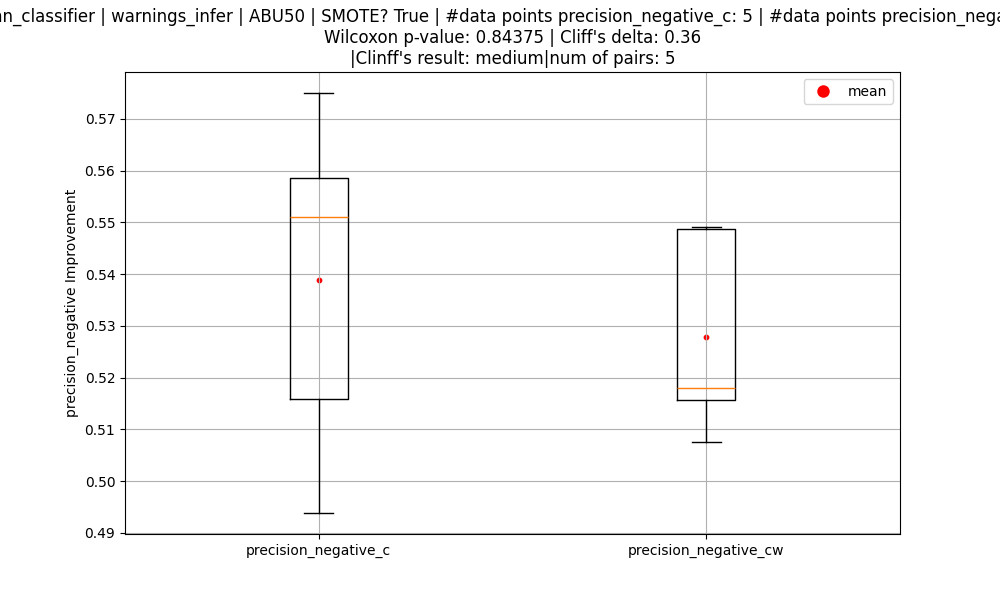 | warnings_infer | ABU50 | SMOTE? True | #data points precision_negative_c: 5 | #data points
Wilcoxon p-value: 0.84375 | Cliff's delta: 0.36
|Clinff's result: medium|num of pairs: 5
mean
0.57
0.56
0.55
0.54
0.53
0.52
0.51
0.50
0.49
precision_negative Improvement
precision_negative_c
precision_negative_cw